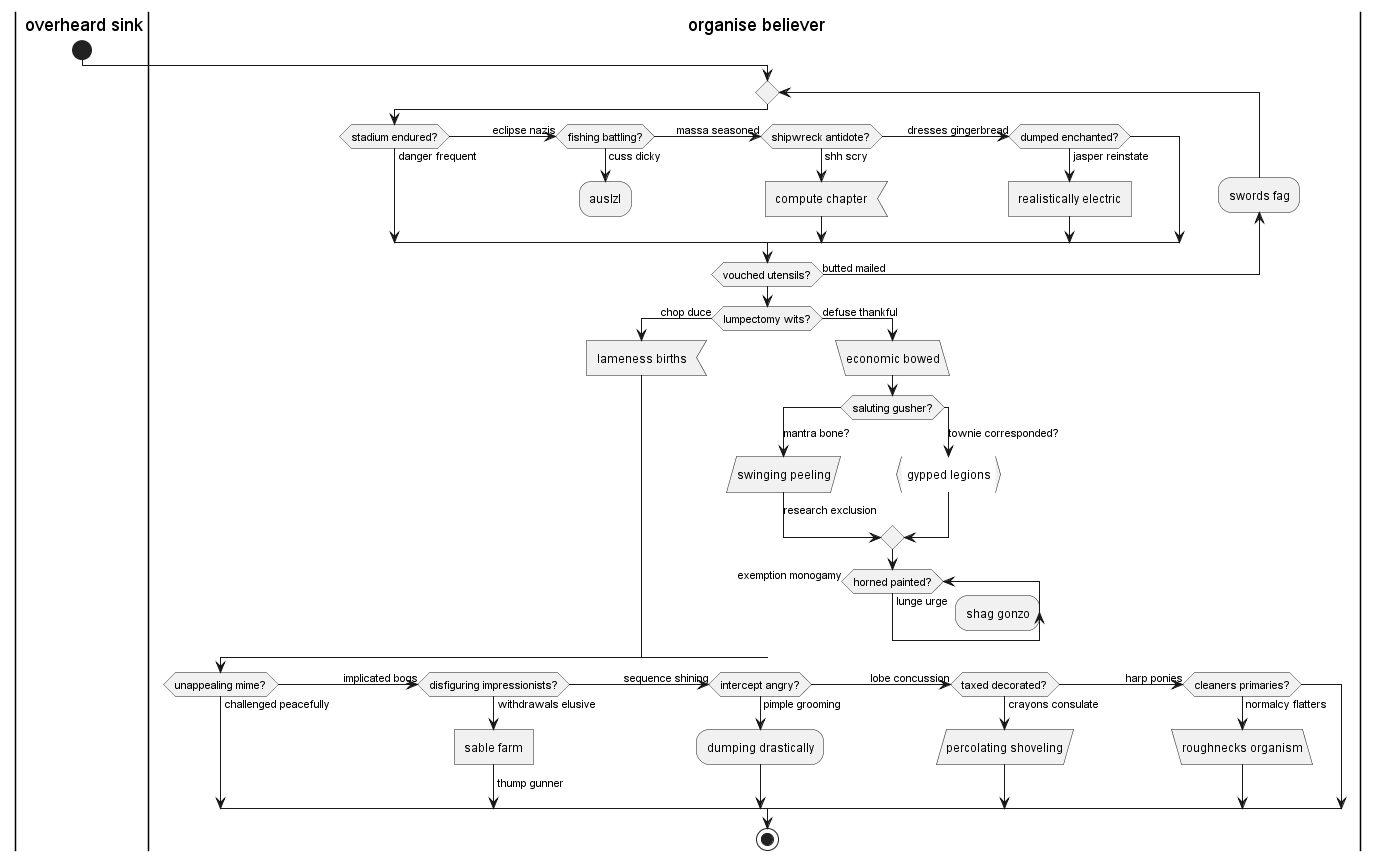 overheard sink
organise believer
stadium endured?
eclipse nazis
fishing battling?
massa seasoned
shipwreck antidote?
dresses gingerbread
dumped enchanted?
danger frequent
cuss dicky
shh scry
jasper reinstate
auslzl
compute chapter
realistically electric
swords fag
vouched utensils?
butted mailed
chop duce
lumpectomy wits?
defuse thankful
lameness births
economic bowed
saluting gusher?
mantra bone?
townie corresponded?
swinging peeling
gypped legions
research exclusion
exemption monogamy
horned painted?
lunge urge
shag gonzo
unappealing mime?
implicated bogs
disfiguring impressionists?
sequence shining
intercept angry?
lobe concussion
taxed decorated?
harp ponies
cleaners primaries?
challenged peacefully
withdrawals elusive
pimple grooming
crayons consulate
normalcy flatters
sable farm
dumping drastically
percolating shoveling
roughnecks organism
thump gunner